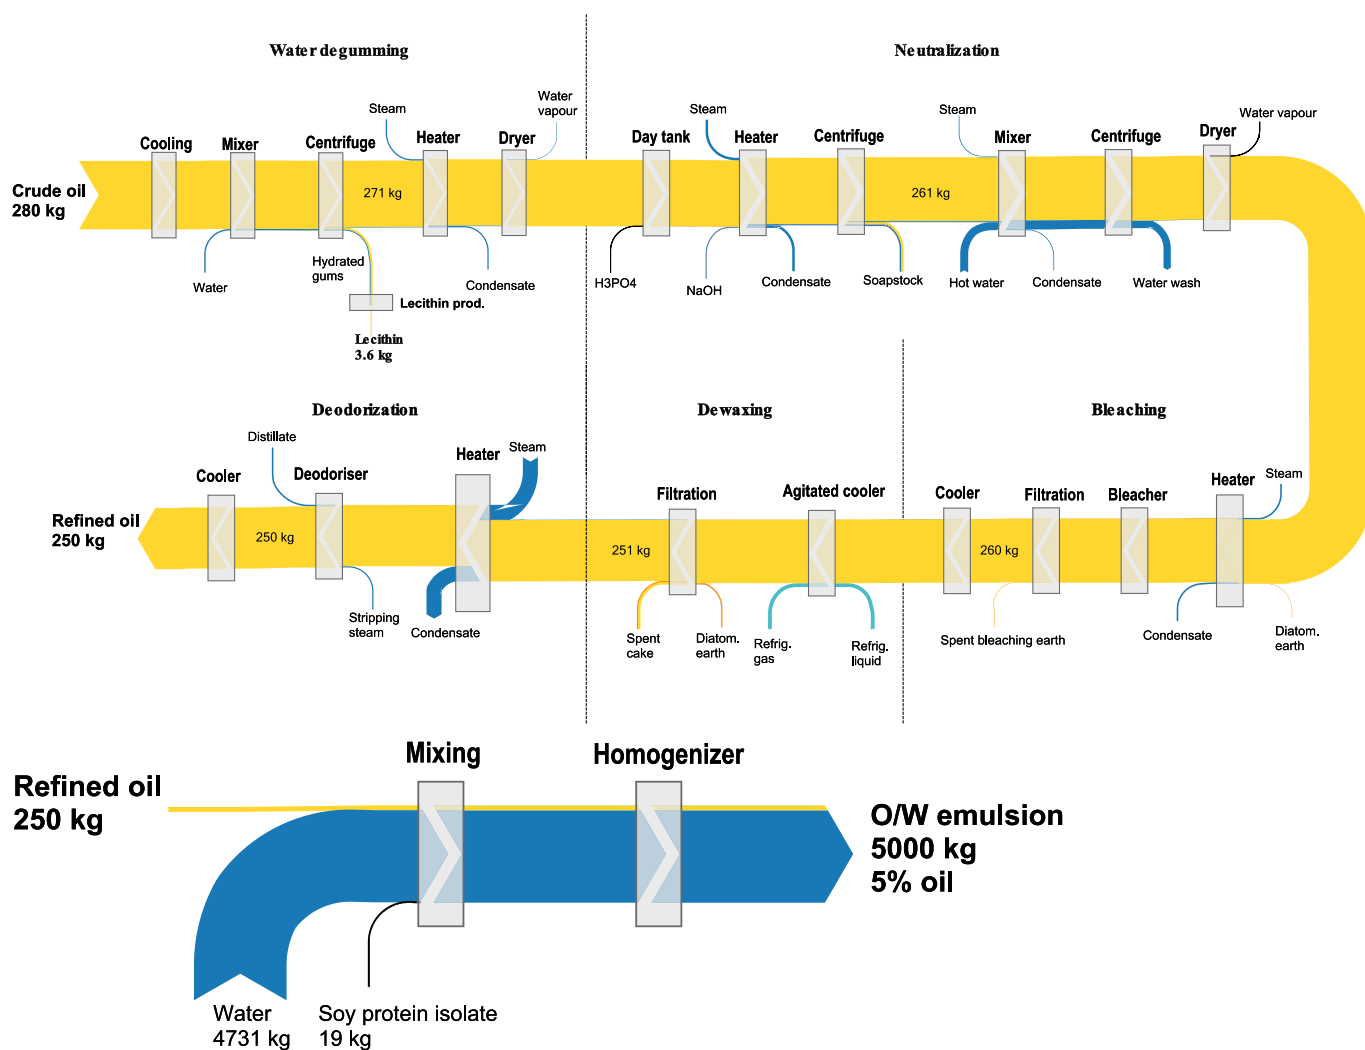 Water degumming
Neutralization
Steam
Water
vapour
Steam
Steam
Water vapour
Cooling
Mixer
Centrifuge
Heater
Dryer
Day tank
Heater
Centrifuge
Mixer
Centrifuge
Dryer
Crude oil
280 kg
271 kg
261 kg
Water
Hydrated
gums
Condensate
H3PO4
NaOH
Condensate
Soapstock
Hot water
Condensate
Water wash
Lecithin prod.
Lecithin
3.6 kg
Deodorization
Dewaxing
Bleaching
Distillate
Heater
Steam
Cooler
Deodoriser
Filtration
Agitated cooler
Cooler
Filtration
Bleacher
Heater
Steam
Refined oil
250 kg
250 kg
251 kg
260 kg
Stripping
steam
Condensate
Spent
cake
Diatom.
earth
Refrig.
gas
Refrig.
liquid
Spent bleaching earth
Condensate
Diatom.
earth
Mixing
Homogenizer
Refined oil
250 kg
O/W emulsion
5000 kg
5% oil
Water
4731 kg
Soy protein isolate
19 kg